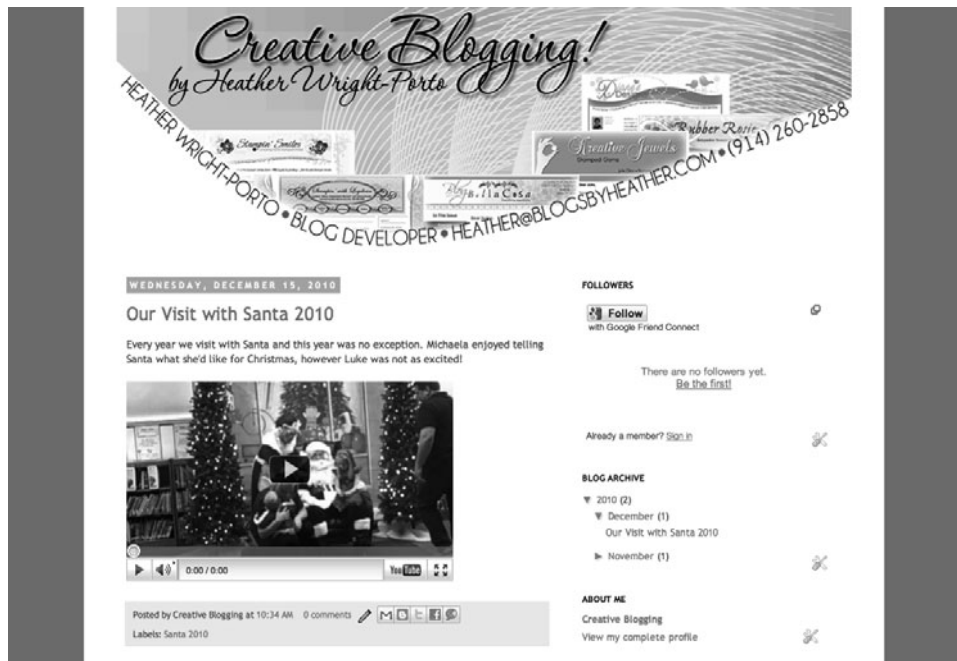 Creative Blogging!
by Heather Wright-Porto
HEATHER WRIGHT-PORTO • BLOG DEVELOPER • HEATHER@BLOGSBYHEATHER.COM • (914) 260-2858
Stampin' Smiles
Kreative Jewels
Rubber Rosie
Blog BellaCosa
WEDNESDAY, DECEMBER 15, 2010
Our Visit with Santa 2010
Every year we visit with Santa and this year was no exception. Michaela enjoyed telling
Santa what she'd like for Christmas, however Luke was not as excited!
0:00 / 0:00
YouTube
Posted by Creative Blogging at 10:34 AM 0 comments
Labels: Santa 2010
FOLLOWERS
Follow
with Google Friend Connect
There are no followers yet.
Be the first!
Already a member? Sign in
BLOG ARCHIVE
▼ 2010 (2)
▼ December (1)
Our Visit with Santa 2010
► November (1)
ABOUT ME
Creative Blogging
View my complete profile